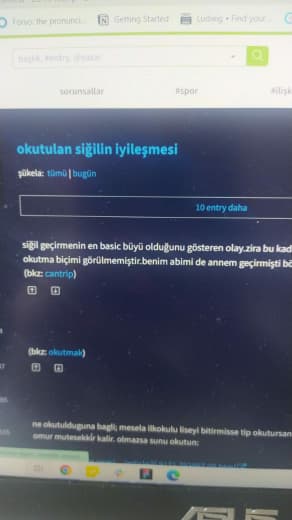 Forvo: the pronunci...
Getting Started
Ludwig • Find your...
başlık, #entry, @yazar
sorunsallar
#spor
#ilişk
okutulan siğilin iyileşmesi
şükela: tümü | bugün
10 entry daha
siğil geçirmenin en basic büyü olduğunu gösteren olay.zira bu kad
okutma biçimi görülmemiştir.benim abimi de annem geçirmişti bö
(bkz: cantrip)
(bkz: okutmak)
ne okutulduguna bagli; mesela ilkokulu liseyi bitirmisse tip okutursan
omur mutesekkir kalir. olmazsa sunu okutun:
ASUS